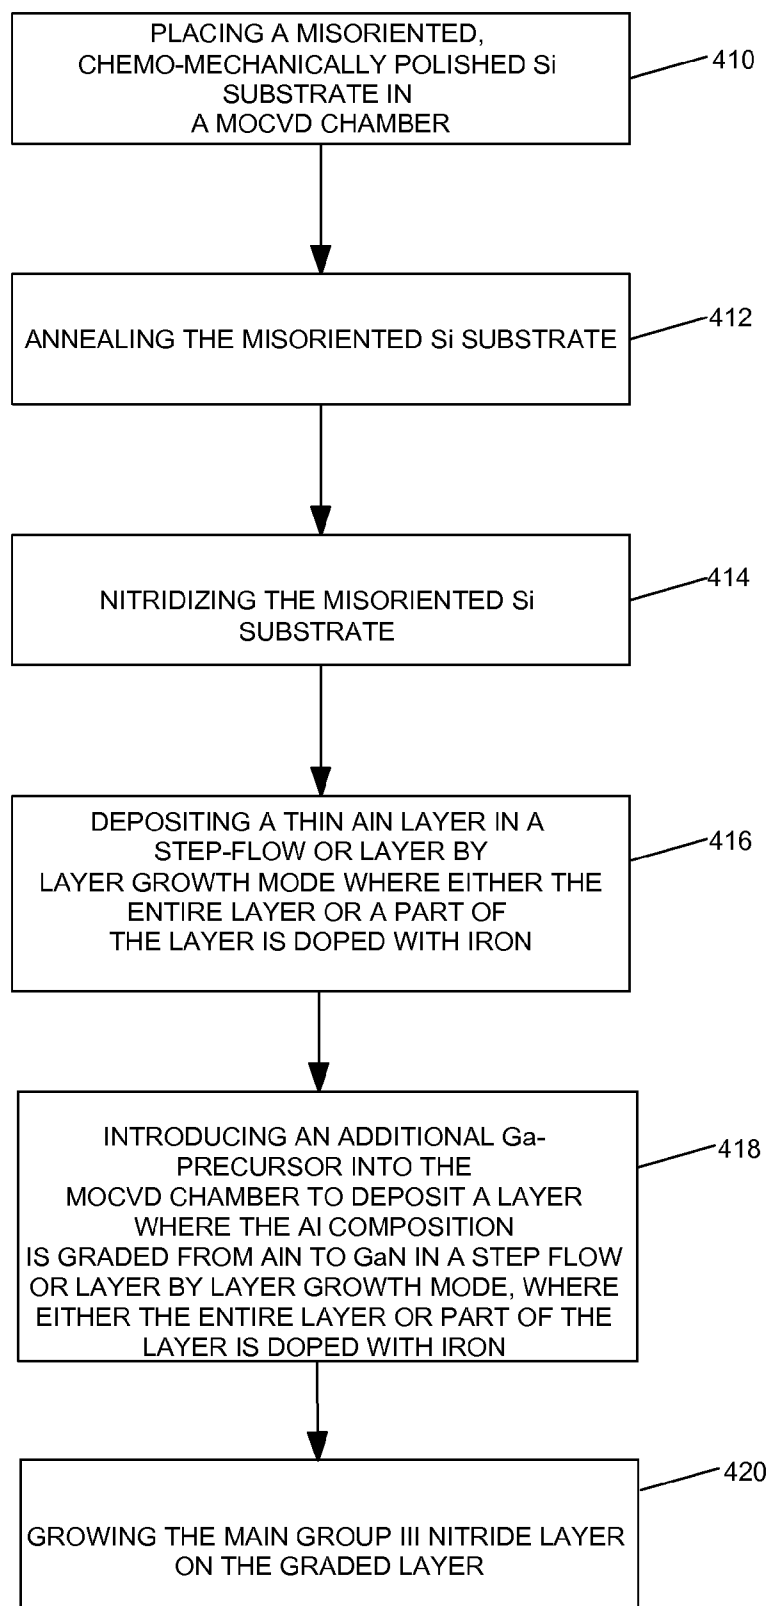 PLACING A MISORIENTED,
CHEMO-MECHANICALLY POLISHED Si
SUBSTRATE IN
A MOCVD CHAMBER
410
ANNEALING THE MISORIENTED Si SUBSTRATE
412
NITRIDIZING THE MISORIENTED Si
SUBSTRATE
414
DEPOSITING A THIN AlN LAYER IN A
STEP-FLOW OR LAYER BY
LAYER GROWTH MODE WHERE EITHER THE
ENTIRE LAYER OR A PART OF
THE LAYER IS DOPED WITH IRON
416
INTRODUCING AN ADDITIONAL Ga-
PRECURSOR INTO THE
MOCVD CHAMBER TO DEPOSIT A LAYER
WHERE THE Al COMPOSITION
IS GRADED FROM AlN TO GaN IN A STEP FLOW
OR LAYER BY LAYER GROWTH MODE, WHERE
EITHER THE ENTIRE LAYER OR PART OF THE
LAYER IS DOPED WITH IRON
418
GROWING THE MAIN GROUP III NITRIDE LAYER
ON THE GRADED LAYER
420